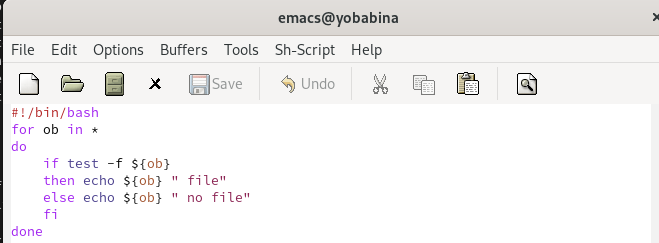 emacs@yobabina
File Edit Options Buffers Tools Sh-Script Help
Save Undo
#!/bin/bash
for ob in *
do
    if test -f ${ob}
    then echo ${ob} " file"
    else echo ${ob} " no file"
    fi
done